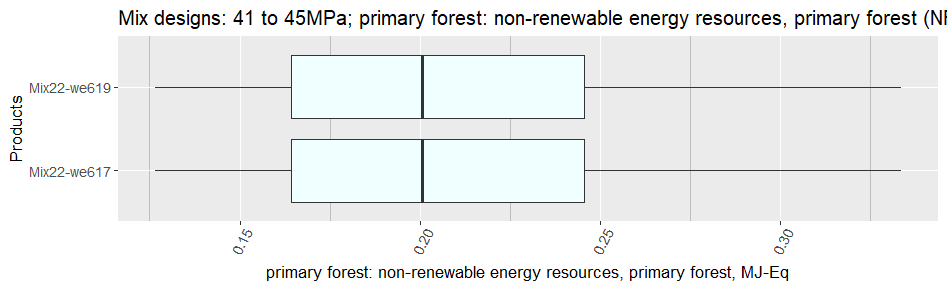 Mix designs: 41 to 45MPa; primary forest: non-renewable energy resources, primary forest
Products
Mix22-we619
Mix22-we617
0.15 0.20 0.25 0.30
primary forest: non-renewable energy resources, primary forest, MJ-Eq